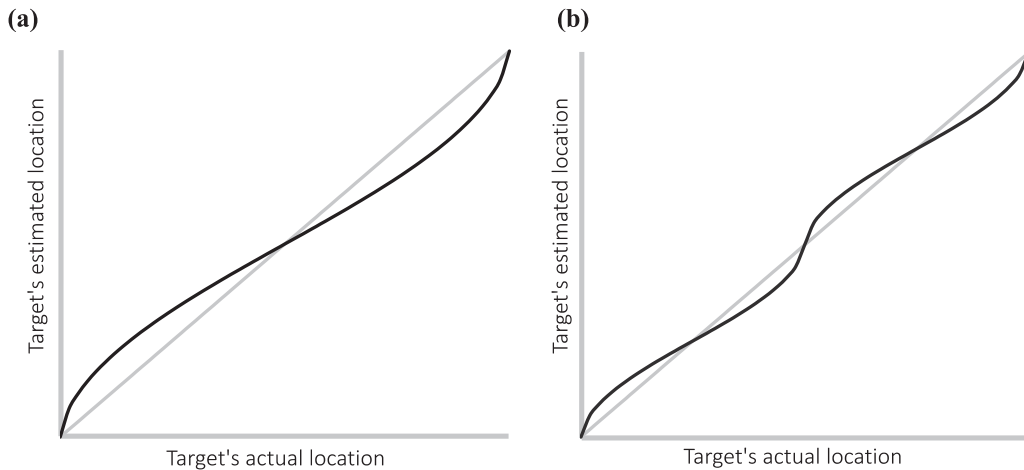 (a)
Target's estimated location
Target's actual location
(b)
Target's estimated location
Target's actual location